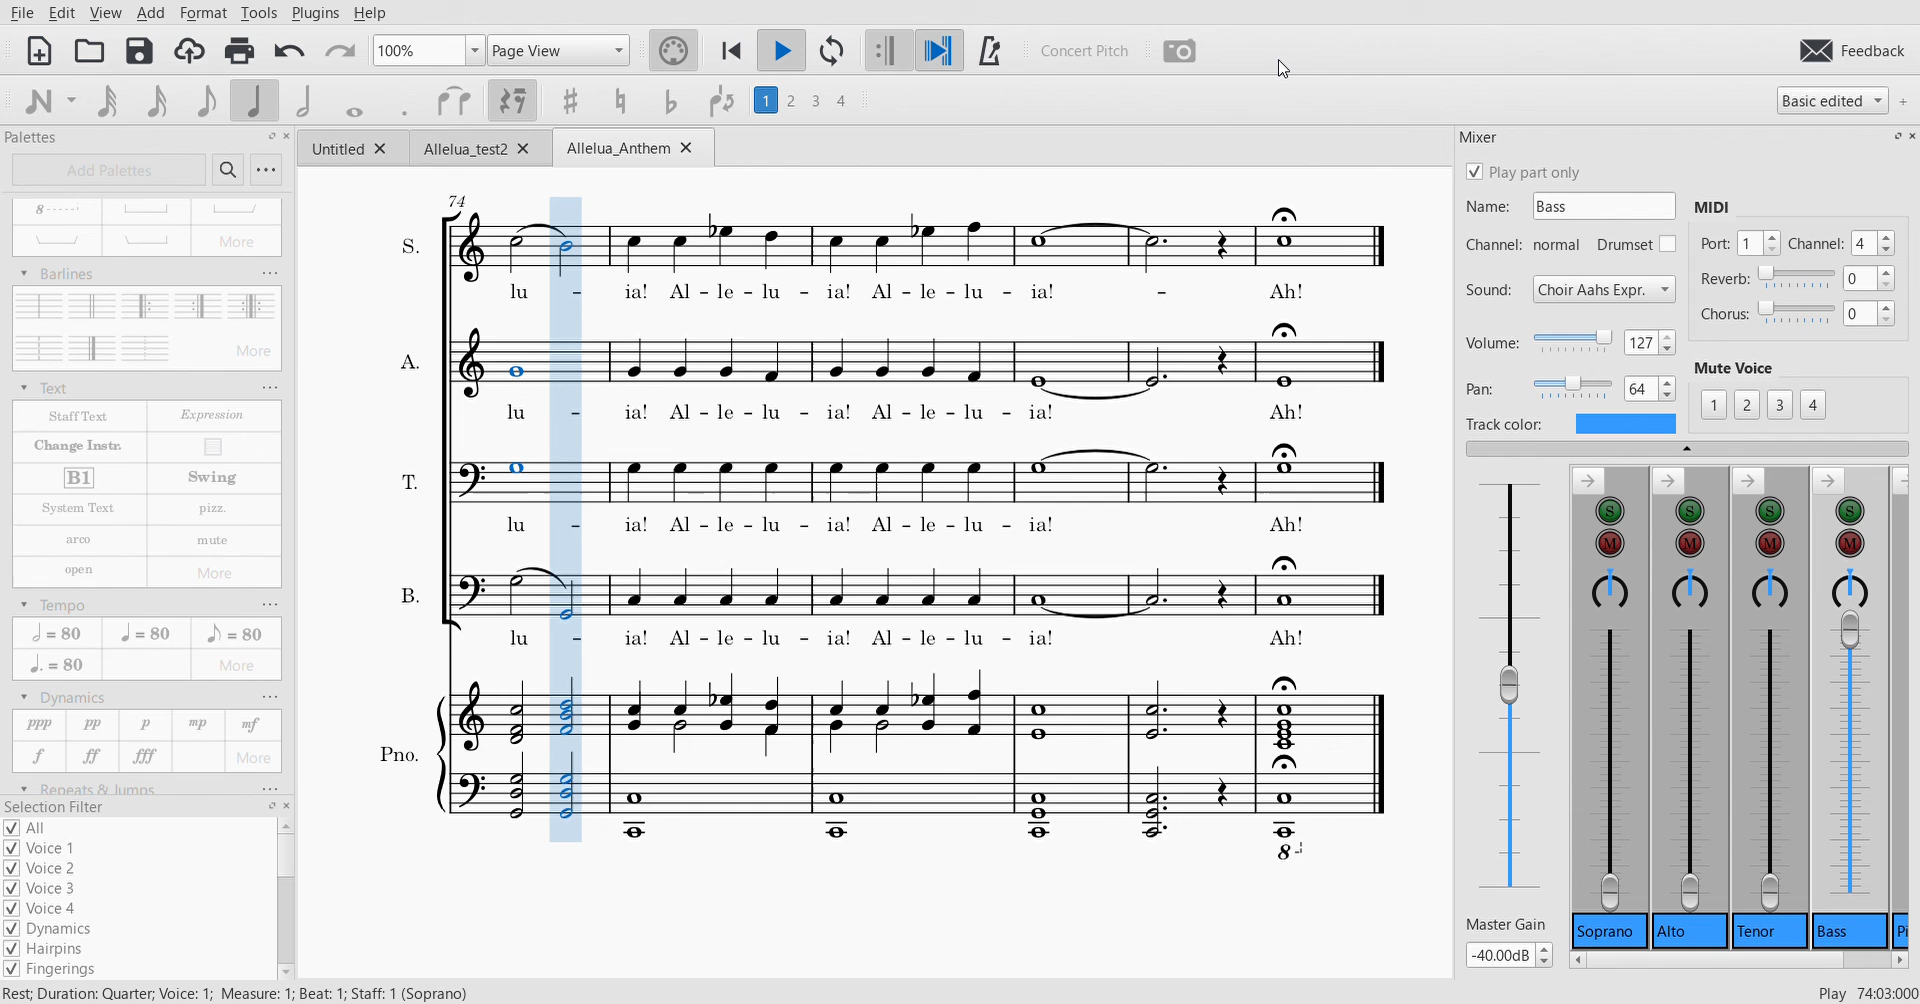 File Edit View Add Format Tools Plugins Help
100% Page View Concert Pitch Feedback
1 2 3 4 Basic edited +
Palettes
Add Palettes
8
More
Barlines
More
Text
Staff Text Expression
Change Instr.
B1 Swing
System Text pizz.
arco mute
open More
Tempo
= 80 = 80 = 80
= 80 More
Dynamics
ppp pp p mp mf
f ff fff More
Repeats & Jumps
Selection Filter
All
Voice 1
Voice 2
Voice 3
Voice 4
Dynamics
Hairpins
Fingerings
Untitled Allelua_test2 Allelua_Anthem
74
S.
lu - ia! Al - le - lu - ia! Al - le - lu - ia! - Ah!
A.
lu - ia! Al - le - lu - ia! Al - le - lu - ia! Ah!
T.
lu - ia! Al - le - lu - ia! Al - le - lu - ia! Ah!
B.
lu - ia! Al - le - lu - ia! Al - le - lu - ia! Ah!
Pno.
8
Mixer
Play part only
Name: Bass
Channel: normal Drumset
Sound: Choir Aahs Expr.
Volume: 127
Pan: 64
Track color:
MIDI
Port: 1 Channel: 4
Reverb: 0
Chorus: 0
Mute Voice
1 2 3 4
S S S S
M M M M
Master Gain
-40.00dB
Soprano Alto Tenor Bass Pi
Rest; Duration: Quarter; Voice: 1; Measure: 1; Beat: 1; Staff: 1 (Soprano)
Play 74:03:000